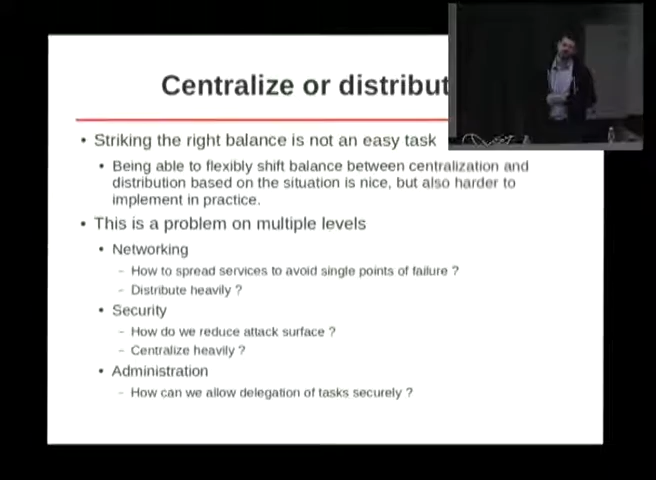 Centralize or distribut
• Striking the right balance is not an easy task
• Being able to flexibly shift balance between centralization and
distribution based on the situation is nice, but also harder to
implement in practice.
• This is a problem on multiple levels
• Networking
– How to spread services to avoid single points of failure ?
– Distribute heavily ?
• Security
– How do we reduce attack surface ?
– Centralize heavily ?
• Administration
– How can we allow delegation of tasks securely ?